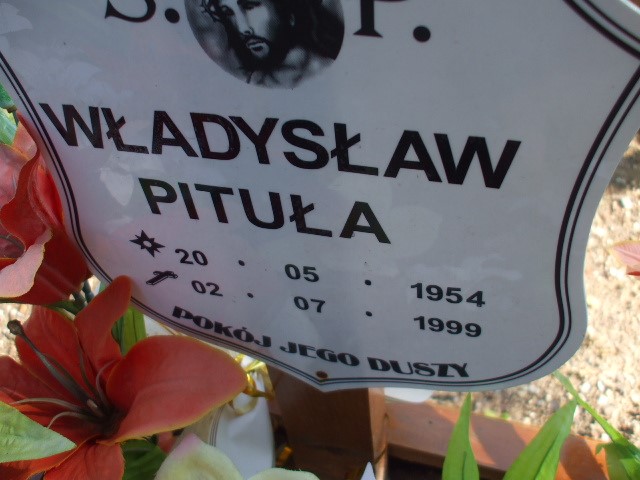 S. P.
WŁADYSŁAW
PITUŁA
20 . 05 . 1954
02 . 07 . 1999
POKÓJ JEGO DUSZY